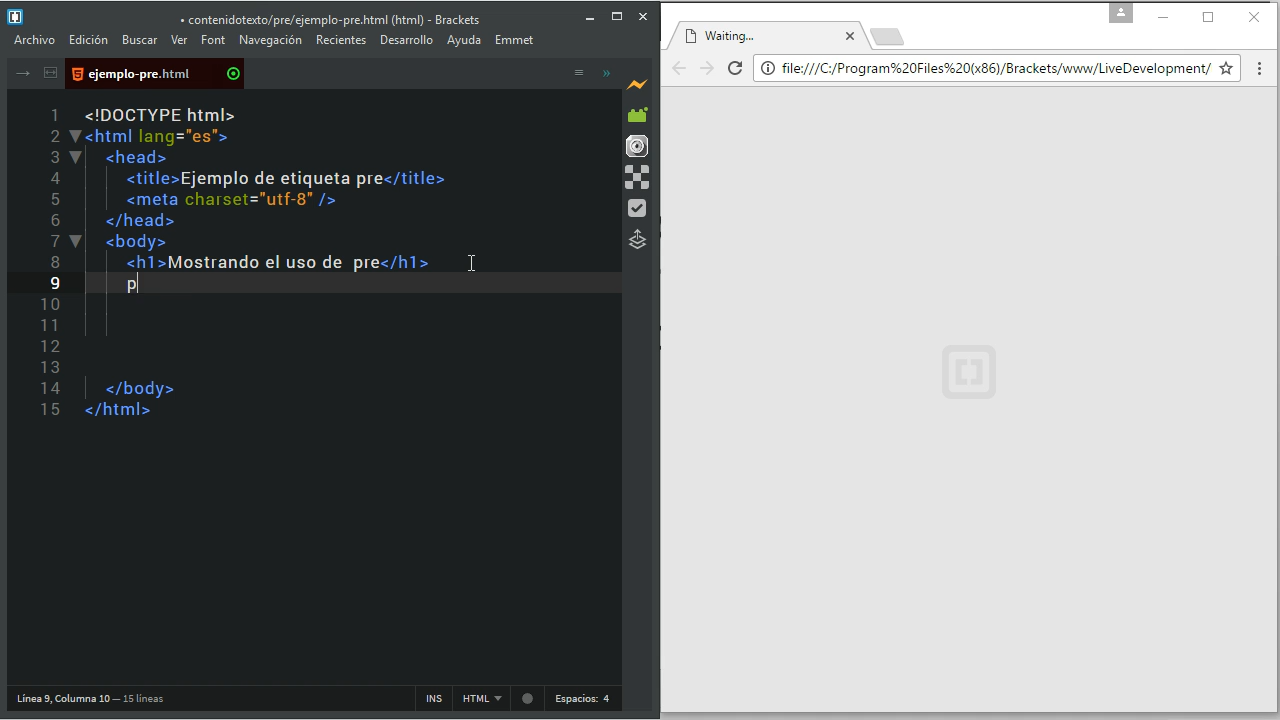 • contenidotexto/pre/ejemplo-pre.html (html) - Brackets
Archivo Edición Buscar Ver Font Navegación Recientes Desarrollo Ayuda Emmet
ejemplo-pre.html
1 <!DOCTYPE html>
2 <html lang="es">
3 <head>
4 <title>Ejemplo de etiqueta pre</title>
5 <meta charset="utf-8" />
6 </head>
7 <body>
8 <h1>Mostrando el uso de  pre</h1>
9 p
10
11
12
13
14 </body>
15 </html>
Línea 9, Columna 10 — 15 líneas INS HTML Espacios: 4
Waiting...
file:///C:/Program%20Files%20(x86)/Brackets/www/LiveDevelopment/